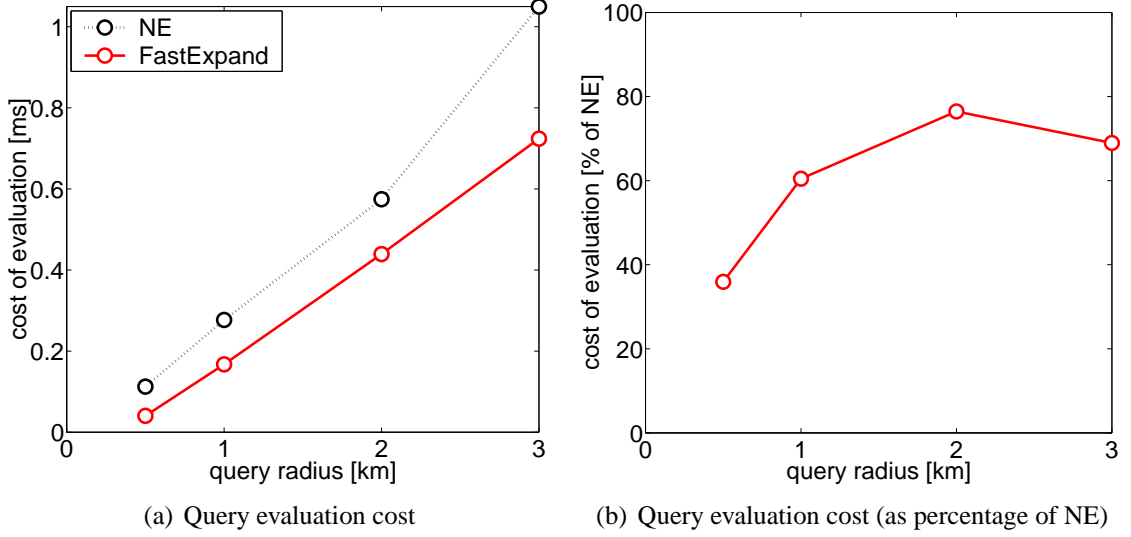 1
0.8
0.6
0.4
0.2
0
0
1
2
3
cost of evaluation [ms]
query radius [km]
NE
FastExpand
(a) Query evaluation cost
100
80
60
40
20
0
0
1
2
3
cost of evaluation [% of NE]
query radius [km]
(b) Query evaluation cost (as percentage of NE)